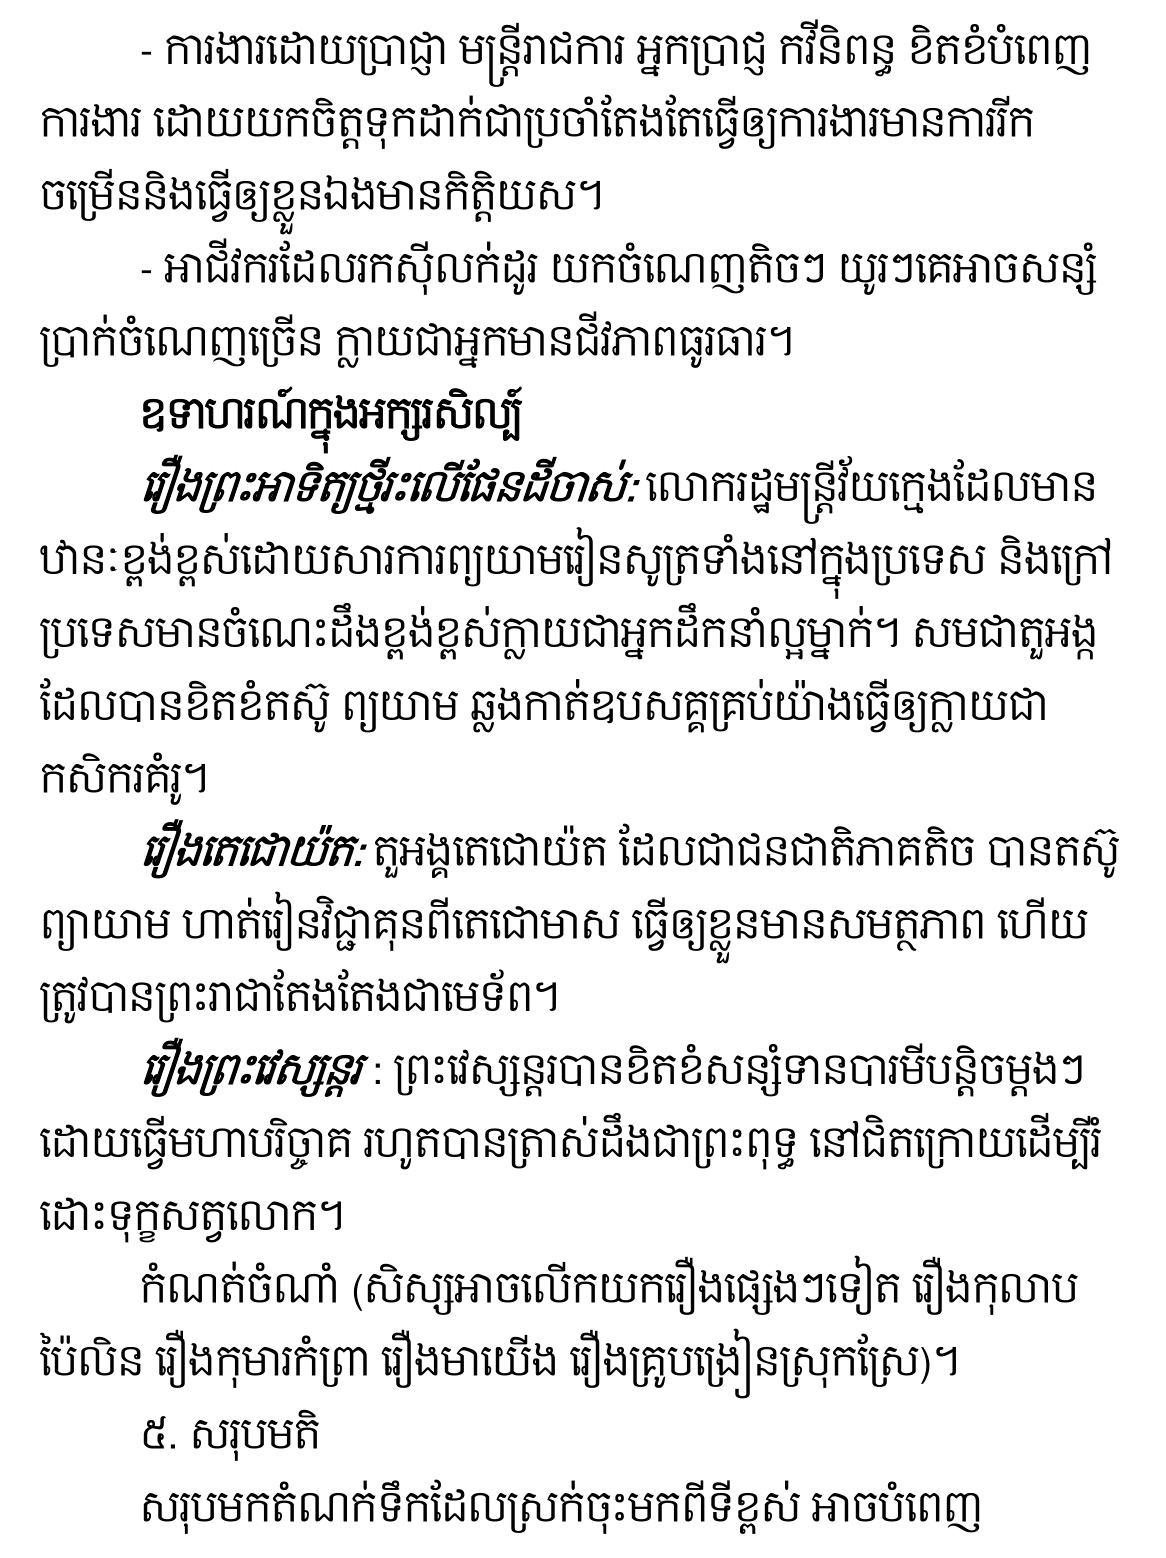 - ការងារដោយប្រាជ្ញា មន្ត្រីរាជការ អ្នកប្រាជ្ញ កវីនិពន្ធ ខិតខំបំពេញ
ការងារ ដោយយកចិត្តទុកដាក់ជាប្រចាំតែងតែធ្វើឲ្យការងារមានការរីក
ចម្រើននិងធ្វើឲ្យខ្លួនឯងមានកិត្តិយស។
- អាជីវករដែលរកស៊ីលក់ដូរ យកចំណេញតិចៗ យូរៗគេអាចសន្សំ
ប្រាក់ចំណេញច្រើន ក្លាយជាអ្នកមានជីវភាពធូរធារ។
ឧទាហរណ៍ក្នុងអក្សរសិល្ប៍
រឿងព្រះអាទិត្យថ្មីរះលើផែនដីចាស់: លោករដ្ឋមន្ត្រីវ័យក្មេងដែលមាន
ឋានៈខ្ពង់ខ្ពស់ដោយសារការព្យយាមរៀនសូត្រទាំងនៅក្នុងប្រទេស និងក្រៅ
ប្រទេសមានចំណេះដឹងខ្ពង់ខ្ពស់ក្លាយជាអ្នកដឹកនាំល្អម្នាក់។ សមជាតួអង្ក
ដែលបានខិតខំតស៊ូ ព្យយាម ឆ្លងកាត់ឧបសគ្គគ្រប់យ៉ាងធ្វើឲ្យក្លាយជា
កសិករគំរូ។
រឿងតេជោយ៉ត: តួអង្គតេជោយ៉ត ដែលជាជនជាតិភាគតិច បានតស៊ូ
ព្យាយាម ហាត់រៀនវិជ្ជាគុនពីតេជោមាស ធ្វើឲ្យខ្លួនមានសមត្ថភាព ហើយ
ត្រូវបានព្រះរាជាតែងតែងជាមេទ័ព។
រឿងព្រះវេស្សន្តរ : ព្រះវេស្សន្តរបានខិតខំសន្សំទានបារមីបន្តិចម្តងៗ
ដោយធ្វើមហាបរិច្ចាគ រហូតបានត្រាស់ដឹងជាព្រះពុទ្ធ នៅជិតក្រោយដើម្បីរំ
ដោះទុក្ខសត្វលោក។
កំណត់ចំណាំ (សិស្សអាចលើកយករឿងផ្សេងៗទៀត រឿងកុលាប
ប៉ៃលិន រឿងកុមារកំព្រា រឿងមាយើង រឿងគ្រូបង្រៀនស្រុកស្រែ)។
៥. សរុបមតិ
សរុបមកតំណក់ទឹកដែលស្រក់ចុះមកពីទីខ្ពស់ អាចបំពេញ